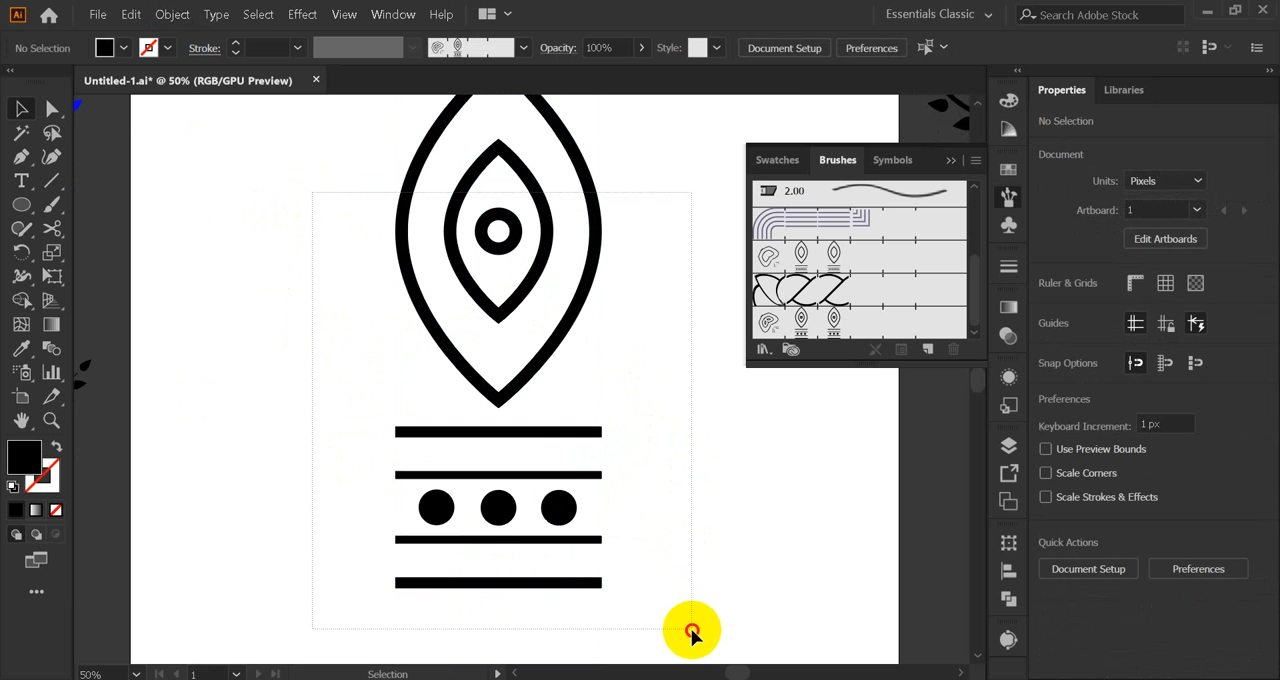 Ai File Edit Object Type Select Effect View Window Help Essentials Classic Search Adobe Stock
No Selection Stroke: Opacity: 100% Style: Document Setup Preferences
Untitled-1.ai* @ 50% (RGB/GPU Preview) ×
Properties Libraries
No Selection
Document
Units: Pixels
Artboard: 1
Edit Artboards
Ruler & Grids
Guides
Snap Options
Preferences
Keyboard Increment: 1 px
Use Preview Bounds
Scale Corners
Scale Strokes & Effects
Quick Actions
Document Setup Preferences
Swatches Brushes Symbols
2.00
50% 1 Selection